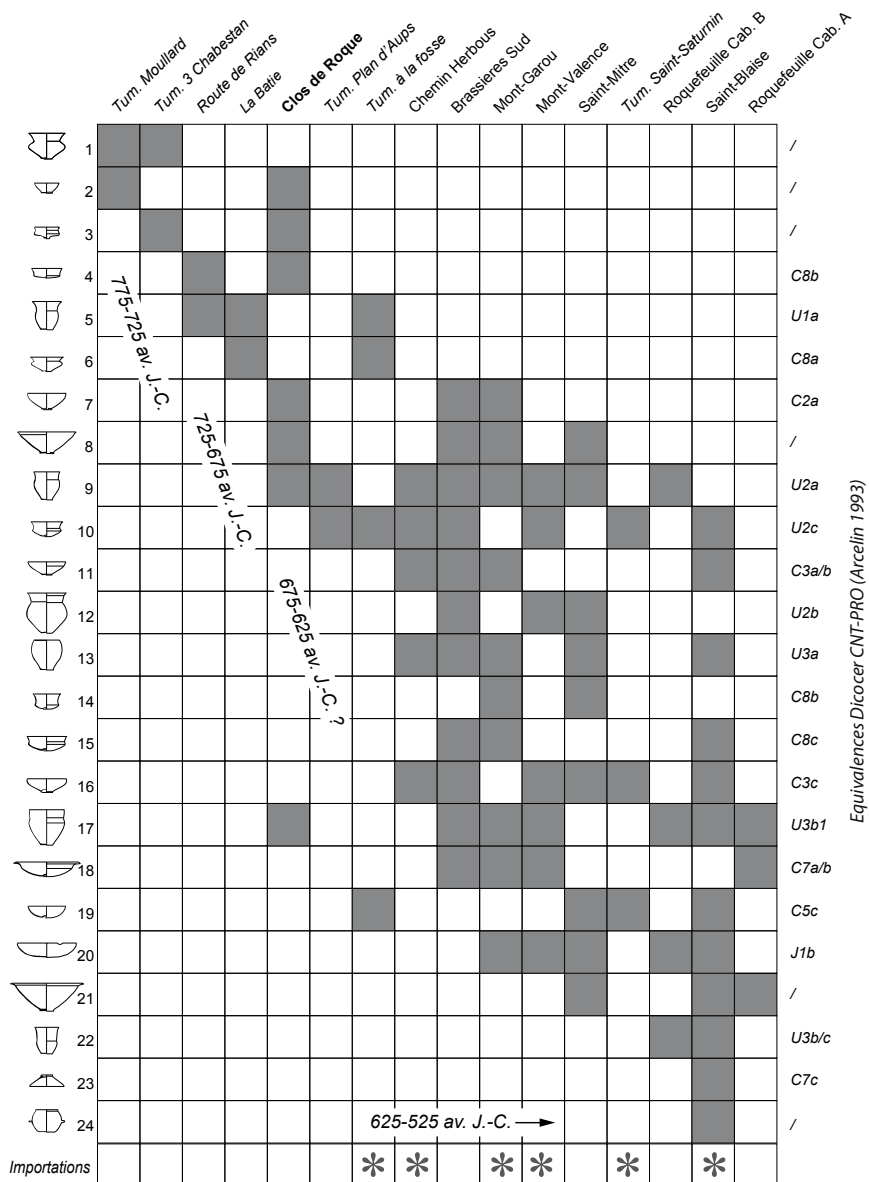 Tum. Moullard
Tum. 3 Chabestan
Route de Rians
La Batie
Clos de Roque
Tum. Plan d'Aups
Tum. à la fosse
Chemin Herbous
Brassieres Sud
Mont-Garou
Mont-Valence
Saint-Mitre
Tum. Saint-Saturnin
Roquefeuille Cab. B
Saint-Blaise
Roquefeuille Cab. A
1 /
2 /
3 /
4 C8b
5 U1a
6 C8a
7 C2a
8 /
9 U2a
10 U2c
11 C3a/b
12 U2b
13 U3a
14 C8b
15 C8c
16 C3c
17 U3b1
18 C7a/b
19 C5c
20 J1b
21 /
22 U3b/c
23 C7c
24 /
775-725 av. J.-C.
725-675 av. J.-C.
675-625 av. J.-C. ?
625-525 av. J.-C.
Importations * * * * * *
Equivalences Dicocer CNT-PRO (Arcelin 1993)